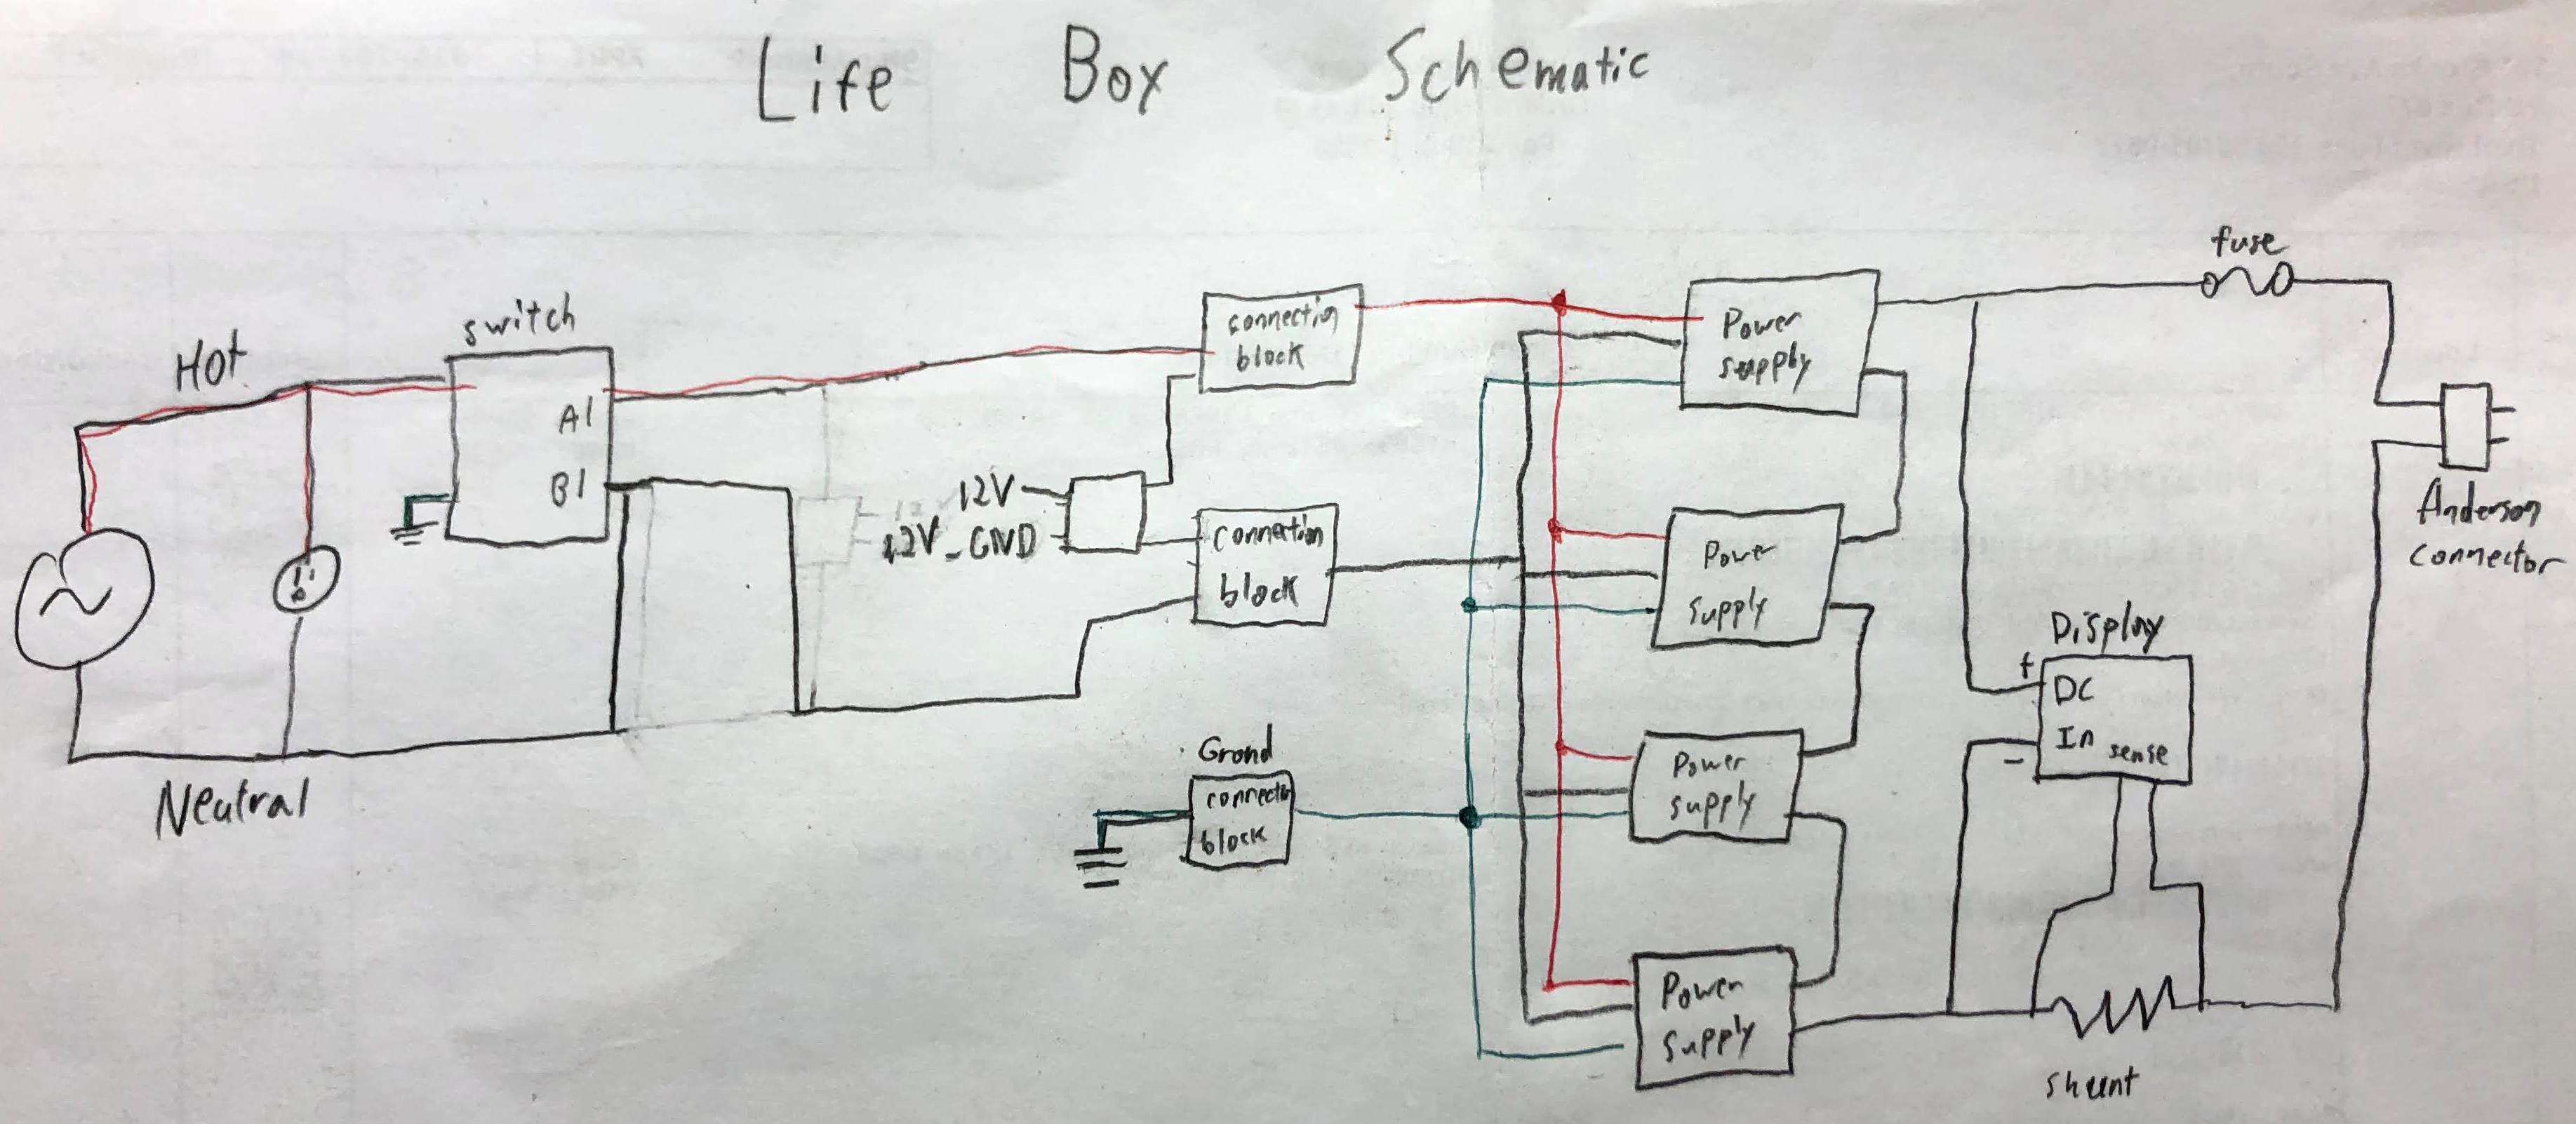 Life Box Schematic
fuse
switch
Hot
connection
block
Power
supply
A1
B1
12V
12V_GND
connection
block
Power
supply
Anderson
connector
Display
+
DC
In sense
-
Grond
connector
block
Power
supply
Neutral
Power
supply
shunt